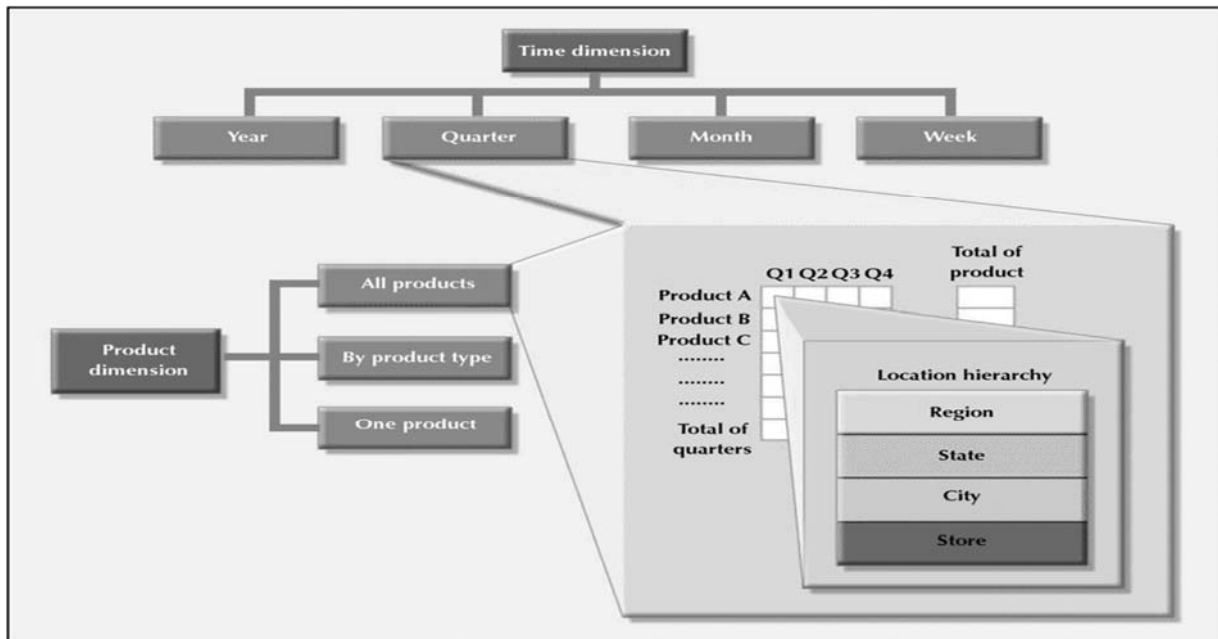 Time dimension
Year
Quarter
Month
Week
Product
dimension
All products
By product type
One product
Total of
product
Q1 Q2 Q3 Q4
Product A
Product B
Product C
........
........
........
Total of
quarters
Location hierarchy
Region
State
City
Store